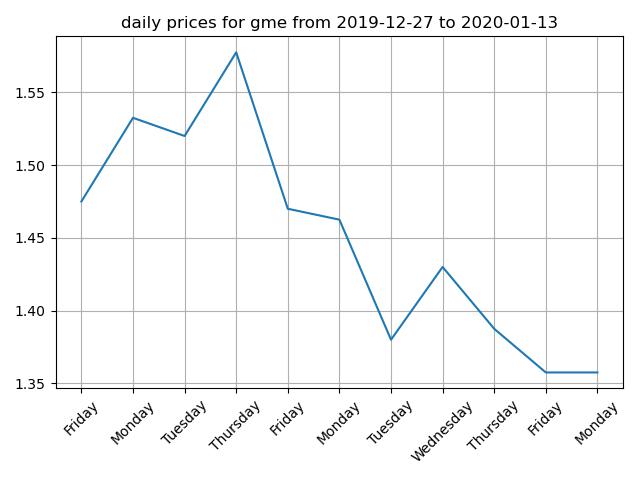 daily prices for gme from 2019-12-27 to 2020-01-13
1.55
1.50
1.45
1.40
1.35
Friday
Monday
Tuesday
Thursday
Friday
Monday
Tuesday
Wednesday
Thursday
Friday
Monday